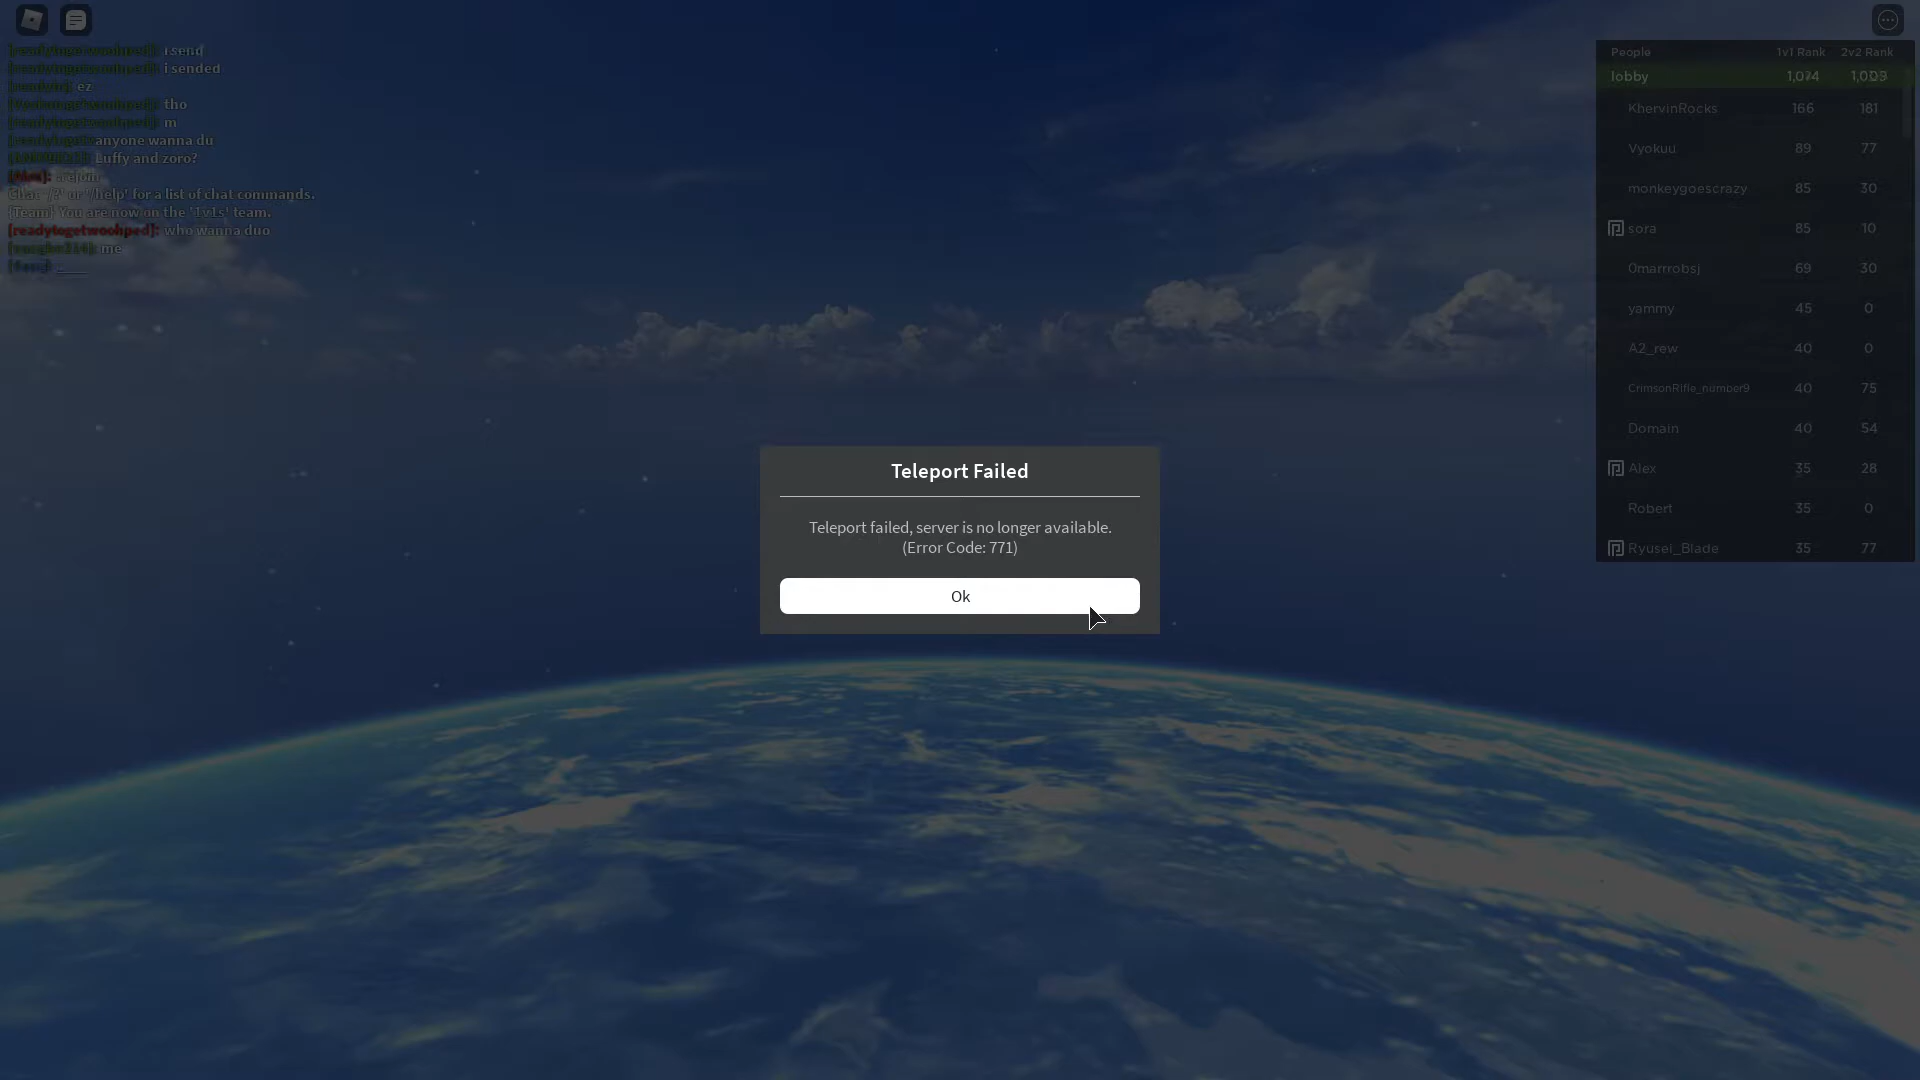 i send
i sended
ez
tho
m
anyone wanna du
Luffy and zoro?
: rejoin
Chat '/?' or '/help' for a list of chat commands.
[Team] You are now on the '1v1s' team.
[readytogetwoohped]: who wanna duo
me
People 1v1 Rank 2v2 Rank
lobby
KhervinRocks 166 181
Vyokuu 89 77
monkeygoescrazy 85 30
sora 85 10
0marrrobsj 69 30
yammy 45 0
A2_rew 40 0
CrimsonRifle_number9 40 75
Domain 40 54
Alex 35 28
Robert 35 0
Ryusei_Blade 35 77
Teleport Failed
Teleport failed, server is no longer available.
(Error Code: 771)
Ok